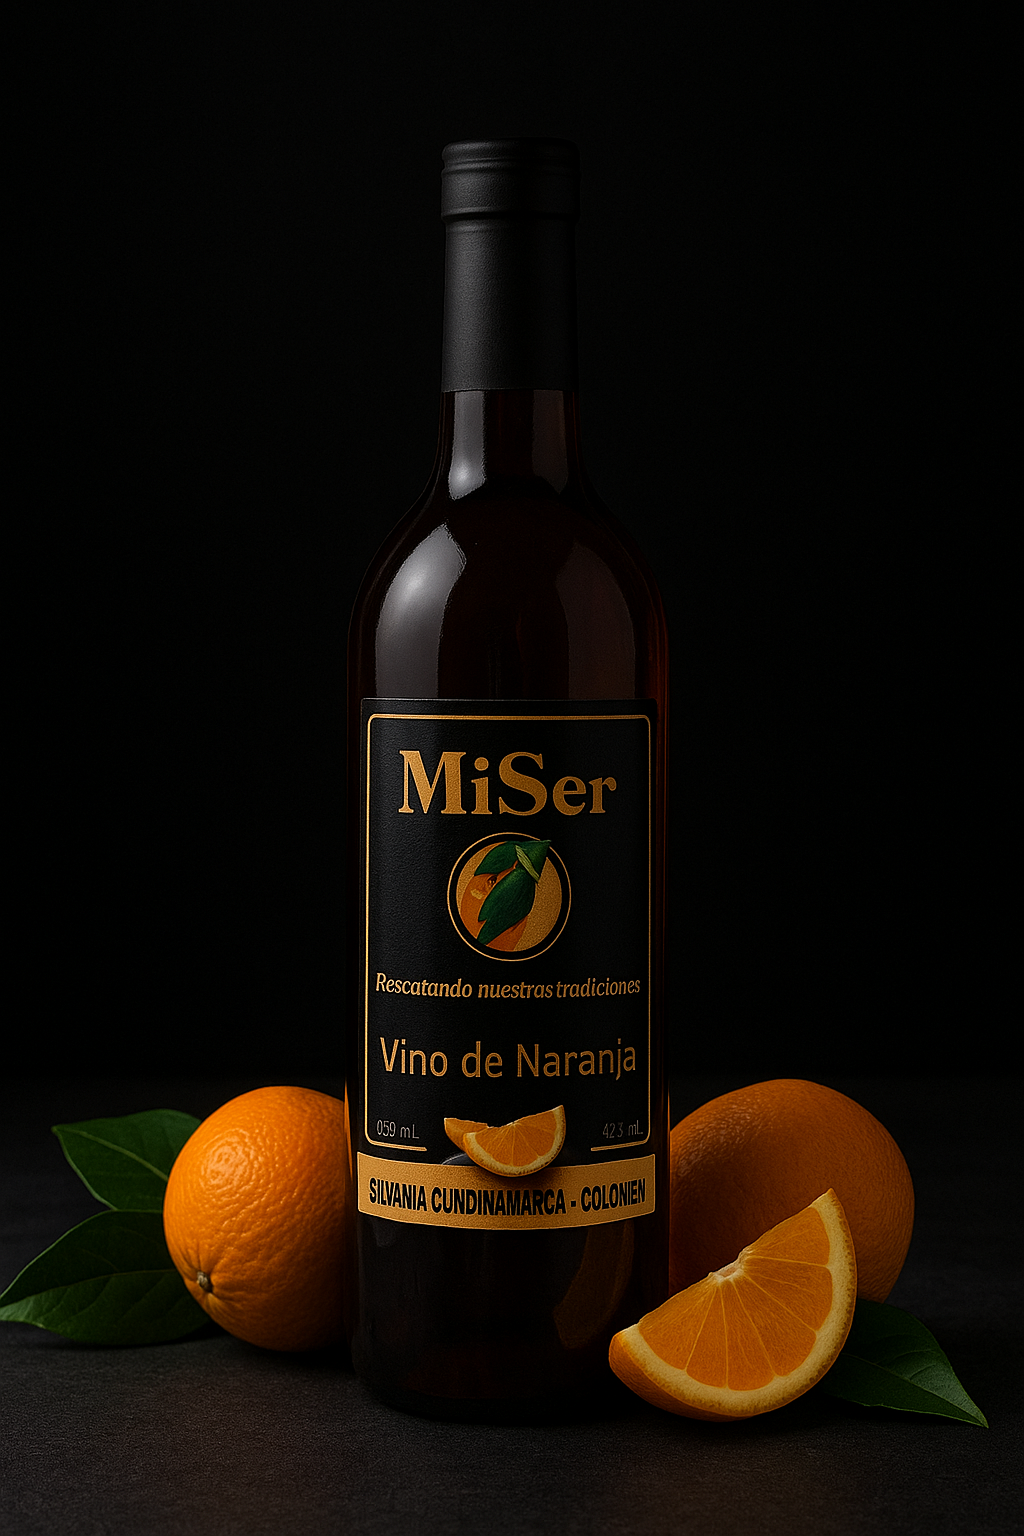 MiSer
Rescatando nuestras tradiciones
Vino de Naranja
059 mL
423 mL
SILVANIA CUNDINAMARCA - COLONIEN